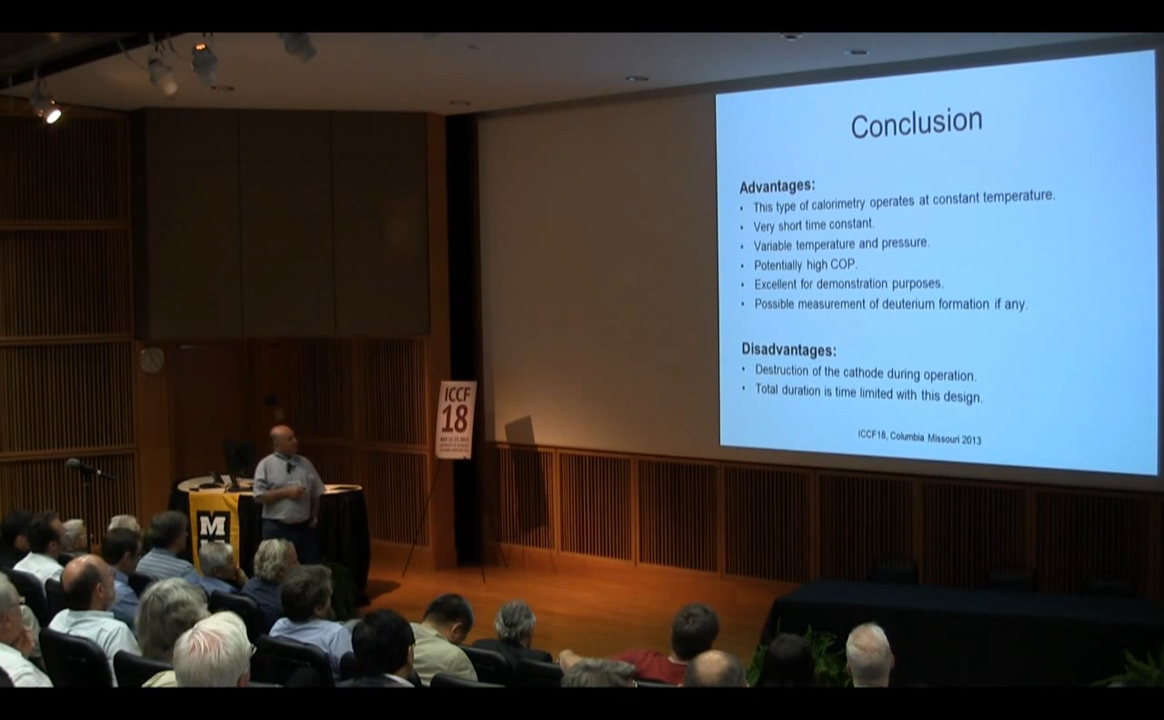 Conclusion
Advantages:
• This type of calorimetry operates at constant temperature.
• Very short time constant.
• Variable temperature and pressure.
• Potentially high COP.
• Excellent for demonstration purposes.
• Possible measurement of deuterium formation if any.
Disadvantages:
• Destruction of the cathode during operation.
• Total duration is time limited with this design.
ICCF18, Columbia Missouri 2013
ICCF
18
M